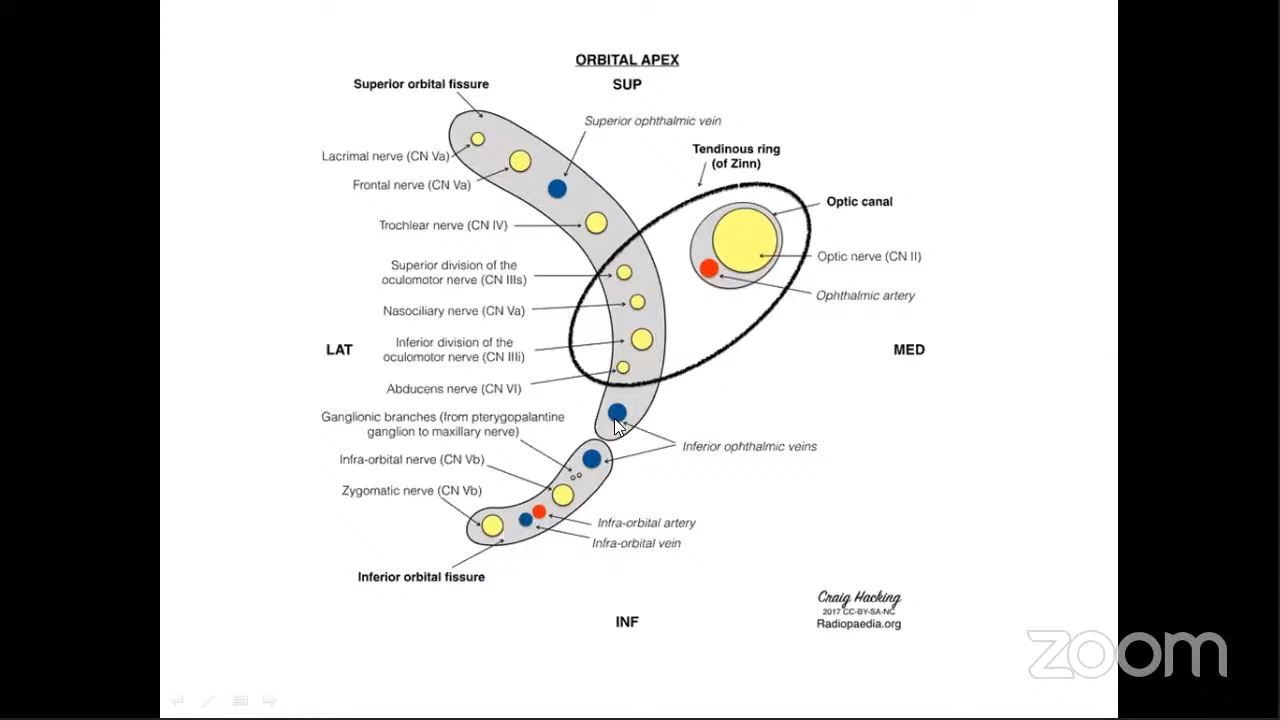 ORBITAL APEX
SUP
Superior orbital fissure
Superior ophthalmic vein
Lacrimal nerve (CN Va)
Frontal nerve (CN Va)
Tendinous ring
(of Zinn)
Optic canal
Trochlear nerve (CN IV)
Optic nerve (CN II)
Superior division of the
oculomotor nerve (CN IIIs)
Ophthalmic artery
Nasociliary nerve (CN Va)
LAT
Inferior division of the
oculomotor nerve (CN IIIi)
MED
Abducens nerve (CN VI)
Ganglionic branches (from pterygopalantine
ganglion to maxillary nerve)
Inferior ophthalmic veins
Infra-orbital nerve (CN Vb)
Zygomatic nerve (CN Vb)
Infra-orbital artery
Infra-orbital vein
Inferior orbital fissure
INF
Craig Hacking
2017 CC-BY-SA-NC
Radiopaedia.org
zoom